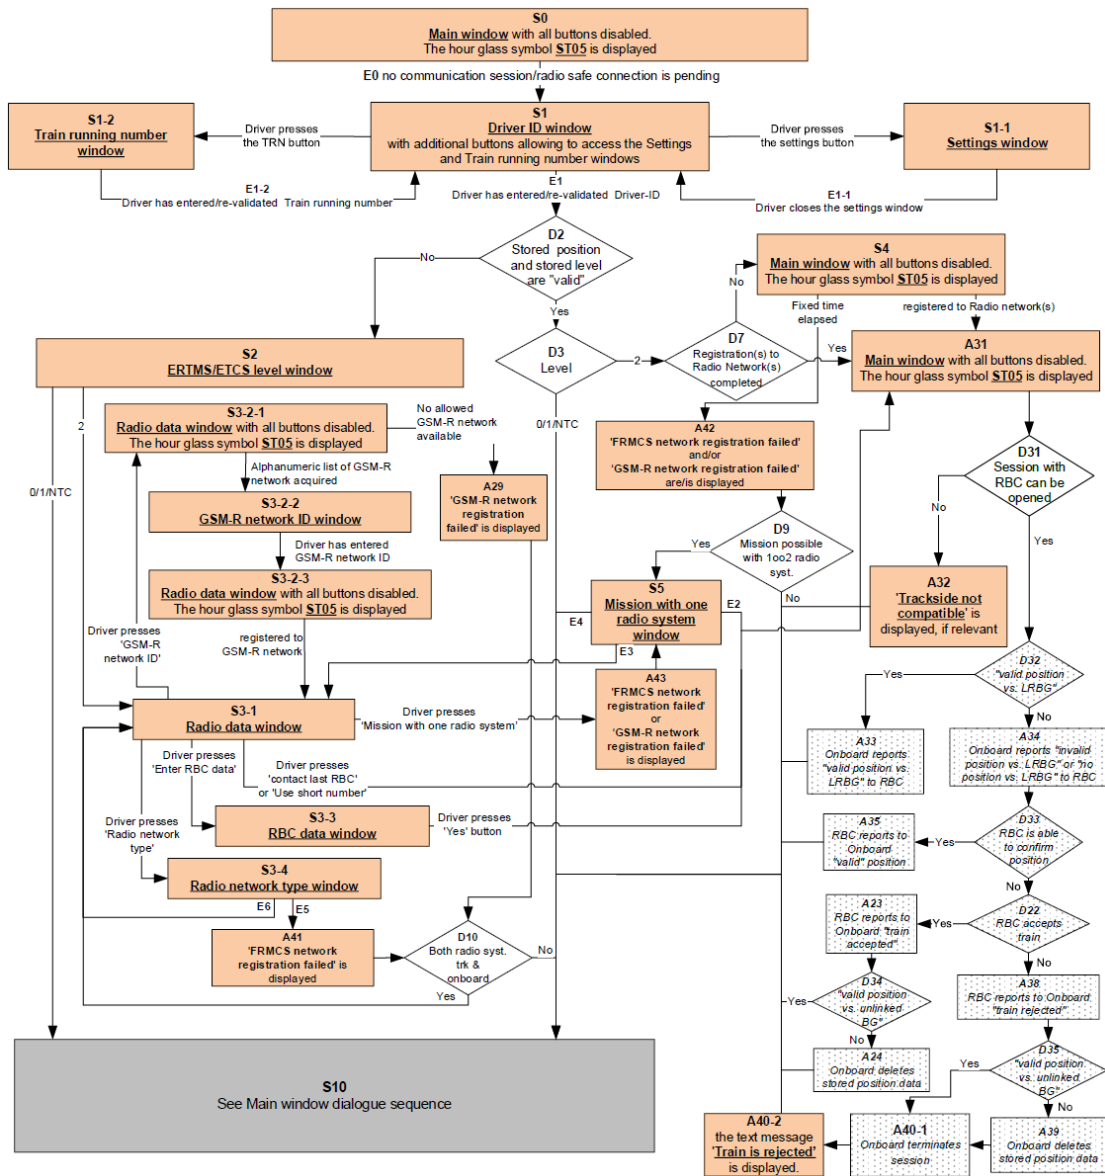 S0
Main window with all buttons disabled.
The hour glass symbol ST05 is displayed
E0 no communication session/radio safe connection is pending
S1-2
Train running number
window
Driver presses
the TRN button
S1
Driver ID window
with additional buttons allowing to access the Settings
and Train running number windows
Driver presses
the settings button
S1-1
Settings window
E1-2
Driver has entered/re-validated Train running number
E1
Driver has entered/re-validated Driver-ID
E1-1
Driver closes the settings window
D2
Stored position
and stored level
are "valid"
No
Yes
S4
Main window with all buttons disabled.
The hour glass symbol ST05 is displayed
No
Fixed time
elapsed
registered to Radio network(s)
S2
ERTMS/ETCS level window
D3
Level
2
D7
Registration(s) to
Radio Network(s)
completed
Yes
A31
Main window with all buttons disabled.
The hour glass symbol ST05 is displayed
2
0/1/NTC
S3-2-1
Radio data window with all buttons disabled.
The hour glass symbol ST05 is displayed
No allowed
GSM-R network
available
0/1/NTC
A42
'FRMCS network
registration failed'
and/or
'GSM-R network
registration failed'
are/is displayed
D31
Session with
RBC can be
opened
No
Yes
Alphanumeric list of GSM-R
network acquired
A29
'GSM-R network
registration
failed' is displayed
S3-2-2
GSM-R network ID window
Driver has entered
GSM-R network ID
D9
Mission possible
with 1oo2 radio
syst.
Yes
No
S3-2-3
Radio data window with all buttons disabled.
The hour glass symbol ST05 is displayed
S5
Mission with one
radio system
window
E4
E2
E3
A32
'Trackside not
compatible' is
displayed, if relevant
Driver presses
'GSM-R
network ID'
registered to
GSM-R network
D32
"valid position
vs. LRBG"
Yes
No
S3-1
Radio data window
Driver presses
'Mission with one radio system'
A43
'FRMCS network
registration failed'
or
'GSM-R network
registration failed'
is displayed
A33
Onboard reports
"valid position vs.
LRBG" to RBC
A34
Onboard reports "invalid
position vs. LRBG" or "no
position vs. LRBG" to RBC
Driver presses
'Enter RBC data'
Driver presses
'contact last RBC'
or 'Use short number'
S3-3
RBC data window
Driver presses
'Yes' button
A35
RBC reports to
Onboard
"valid" position
Yes
D33
RBC is able
to confirm
position
No
Driver presses
'Radio network
type'
S3-4
Radio network type window
E6
E5
A23
RBC reports to
Onboard "train
accepted"
Yes
D22
RBC accepts
train
No
A41
'FRMCS network
registration failed' is
displayed
D10
Both radio syst.
trk &
onboard
No
Yes
A38
RBC reports to Onboard
"train rejected"
Yes
D34
"valid
position
vs. unlinked
BG"
No
D35
"valid
position
vs. unlinked
BG"
Yes
No
A24
Onboard deletes
stored position data
S10
See Main window dialogue sequence
A40-2
the text message
'Train is rejected'
is displayed.
A40-1
Onboard terminates
session
A39
Onboard deletes
stored position data